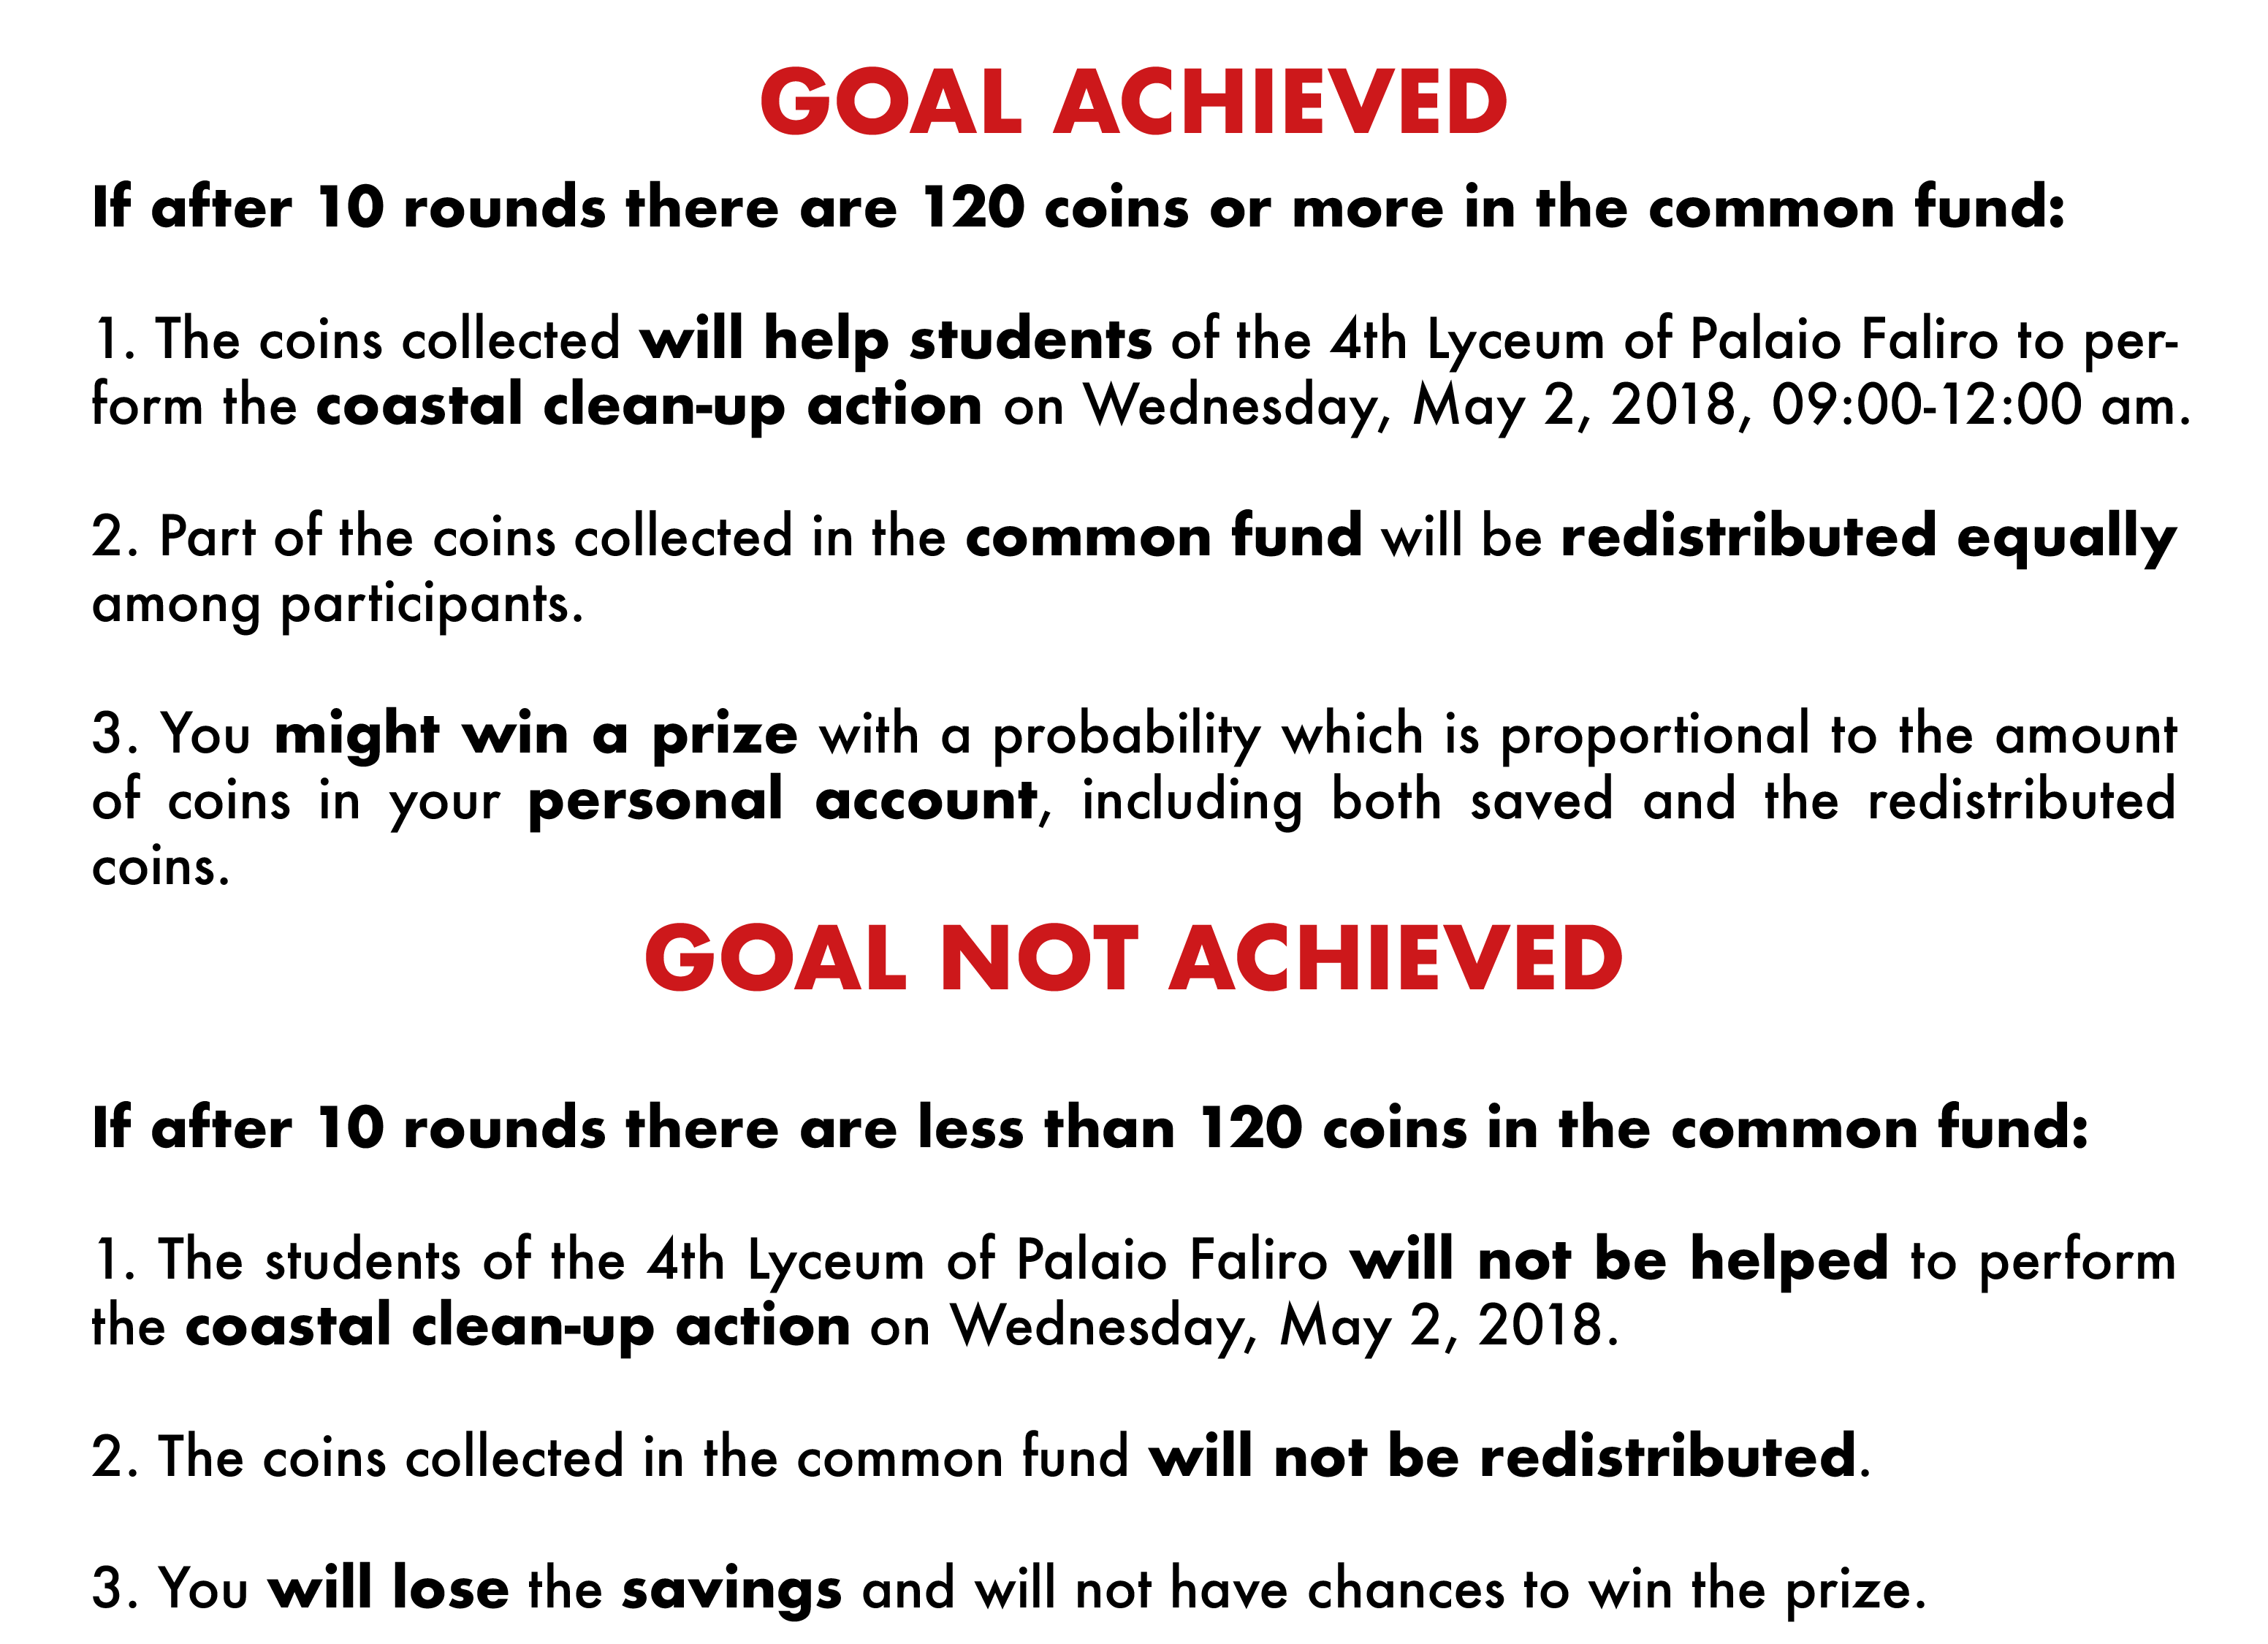 GOAL ACHIEVED
If after 10 rounds there are 120 coins or more in the common fund:
1. The coins collected will help students of the 4th Lyceum of Palaio Faliro to per-
form the coastal clean-up action on Wednesday, May 2, 2018, 09:00-12:00 am.
2. Part of the coins collected in the common fund will be redistributed equally
among participants.
3. You might win a prize with a probability which is proportional to the amount
of coins in your personal account, including both saved and the redistributed
coins.
GOAL NOT ACHIEVED
If after 10 rounds there are less than 120 coins in the common fund:
1. The students of the 4th Lyceum of Palaio Faliro will not be helped to perform
the coastal clean-up action on Wednesday, May 2, 2018.
2. The coins collected in the common fund will not be redistributed.
3. You will lose the savings and will not have chances to win the prize.